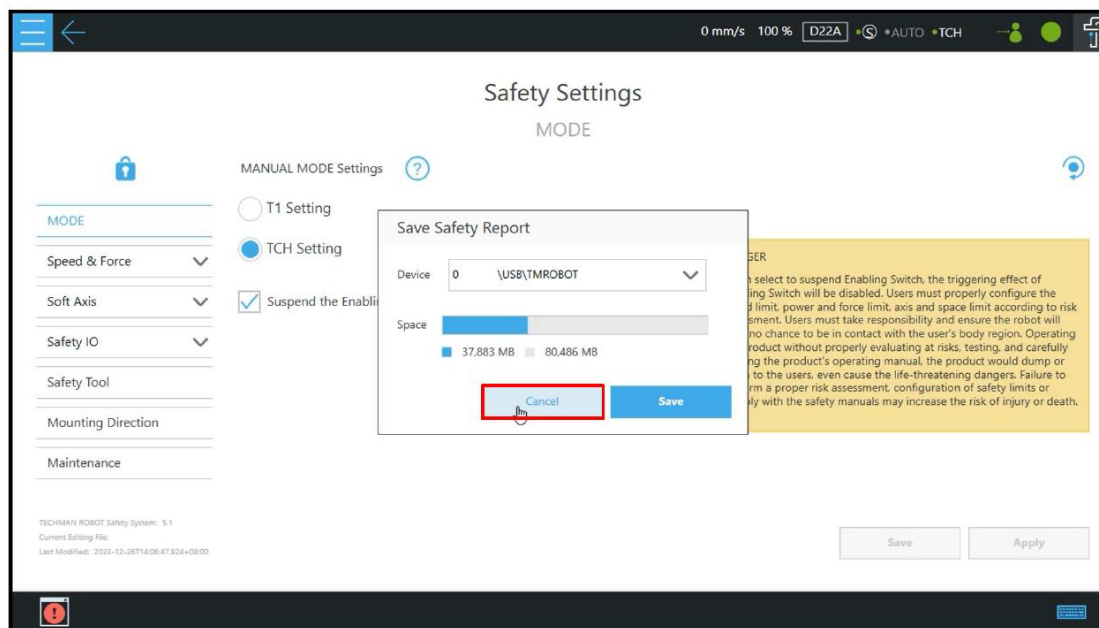 0 mm/s 100 % D22A S AUTO TCH
Safety Settings
MODE
MANUAL MODE Settings ?
MODE
Speed & Force
Soft Axis
Safety IO
Safety Tool
Mounting Direction
Maintenance
T1 Setting
TCH Setting
Suspend the Enabli
Save Safety Report
Device 0 \USB\TMROBOT
Space
37,883 MB 80,486 MB
Cancel Save
GER
select to suspend Enabling Switch, the triggering effect of
ing Switch will be disabled. Users must properly configure the
limit, power and force limit, axis and space limit according to risk
sment. Users must take responsibility and ensure the robot will
no chance to be in contact with the user's body region. Operating
roduct without properly evaluating at risks, testing, and carefully
ng the product's operating manual, the product would dump or
to the users, even cause the life-threatening dangers. Failure to
rm a proper risk assessment, configuration of safety limits or
ly with the safety manuals may increase the risk of injury or death.
TECHMAN ROBOT Safety System: 5.1
Current Editing File:
Last Modified: 2023-12-26T14:06:47.924+08:00
Save Apply